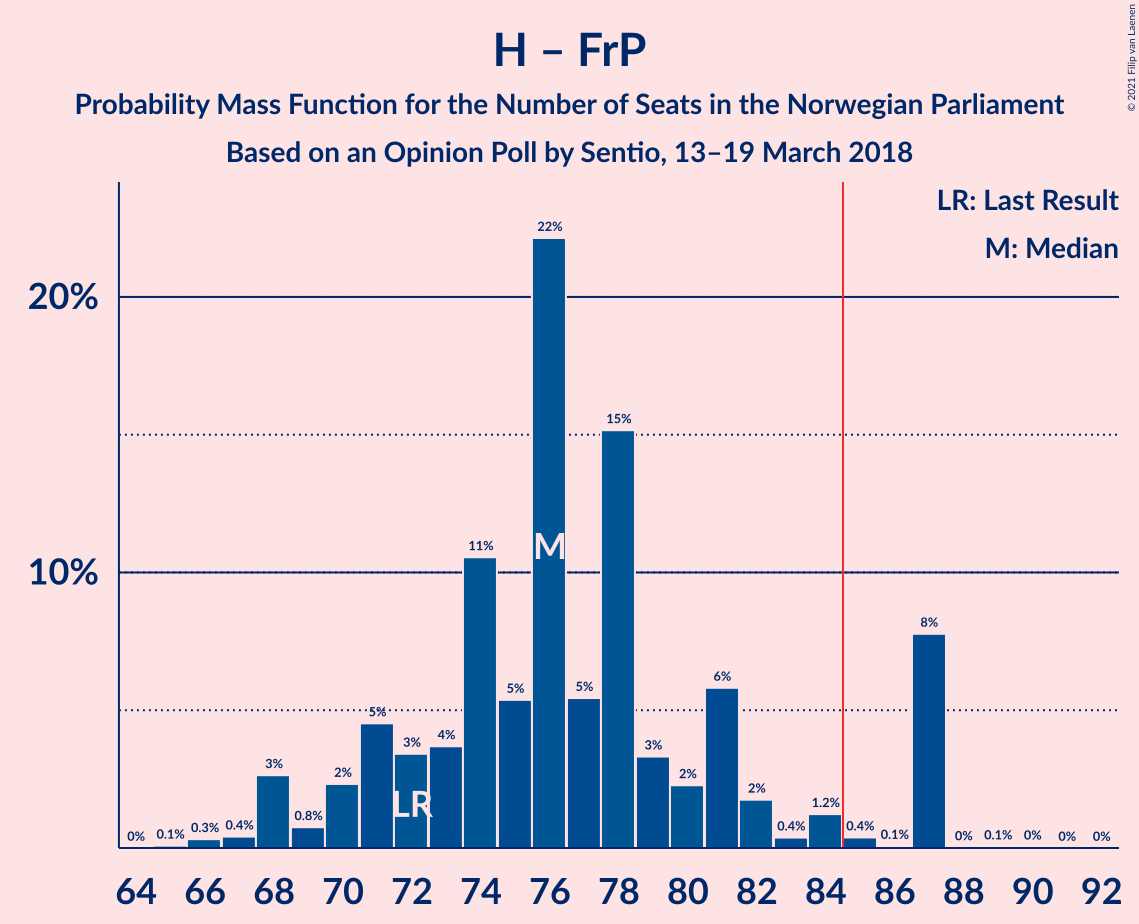 H – FrP
Probability Mass Function for the Number of Seats in the Norwegian Parliament
Based on an Opinion Poll by Sentio, 13–19 March 2018
© 2021 Filip van Laenen
LR: Last Result
M: Median
20%
10%
0% 0.1% 0.3% 0.4% 3% 0.8% 2% 5% 3% 4% 11% 5% 22% 5% 15% 3% 2% 6% 2% 0.4% 1.2% 0.4% 0.1% 8% 0% 0.1% 0% 0% 0%
M
LR
64 66 68 70 72 74 76 78 80 82 84 86 88 90 92